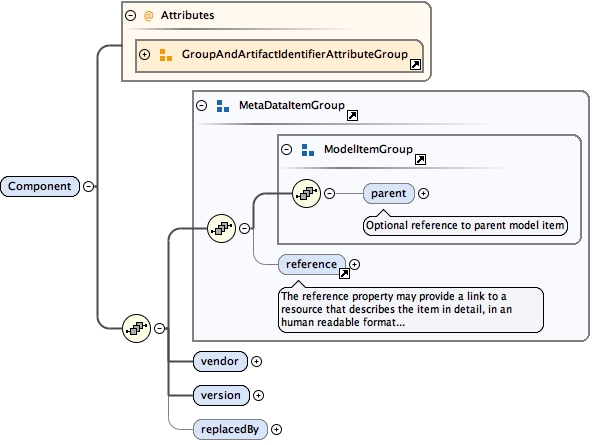 @ Attributes
GroupAndArtifactIdentifierAttributeGroup
MetaDataItemGroup
ModelItemGroup
Component
parent
Optional reference to parent model item
reference
The reference property may provide a link to a
resource that describes the item in detail, in an
human readable format...
vendor
version
replacedBy